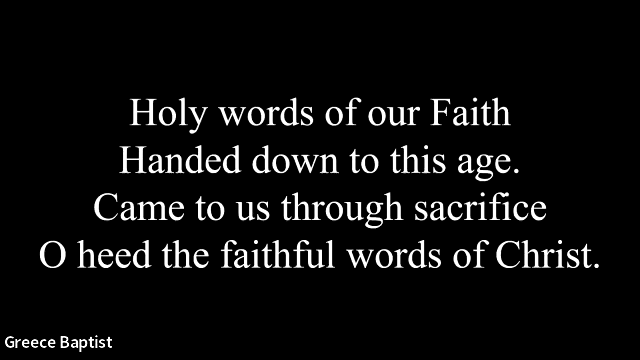 Holy words of our Faith
Handed down to this age.
Came to us through sacrifice
O heed the faithful words of Christ.
Greece Baptist